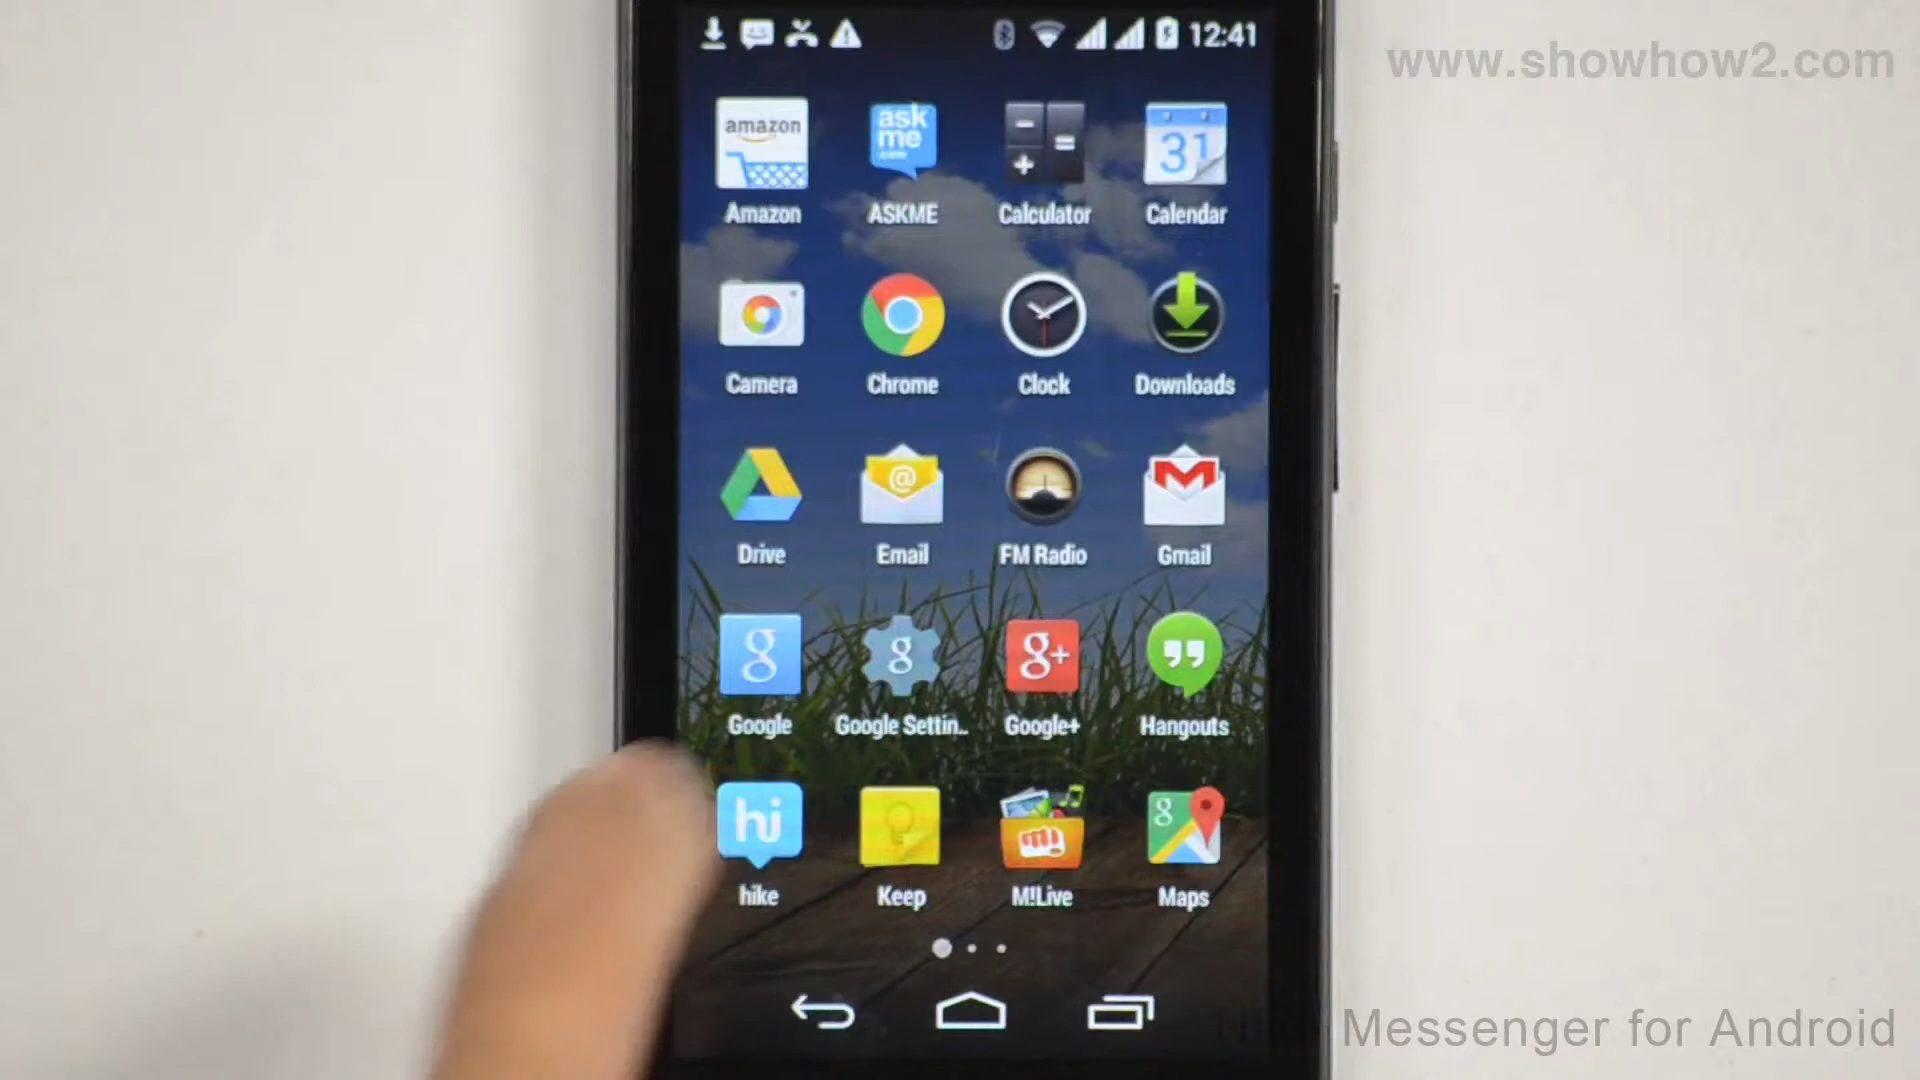 12:41
www.showhow2.com
amazon
ask
me
.com
31
Amazon ASKME Calculator Calendar
Camera Chrome Clock Downloads
@
Drive Email FM Radio Gmail
g g g+
Google Google Settin.. Google+ Hangouts
hi
g
hike Keep M!Live Maps
Messenger for Android